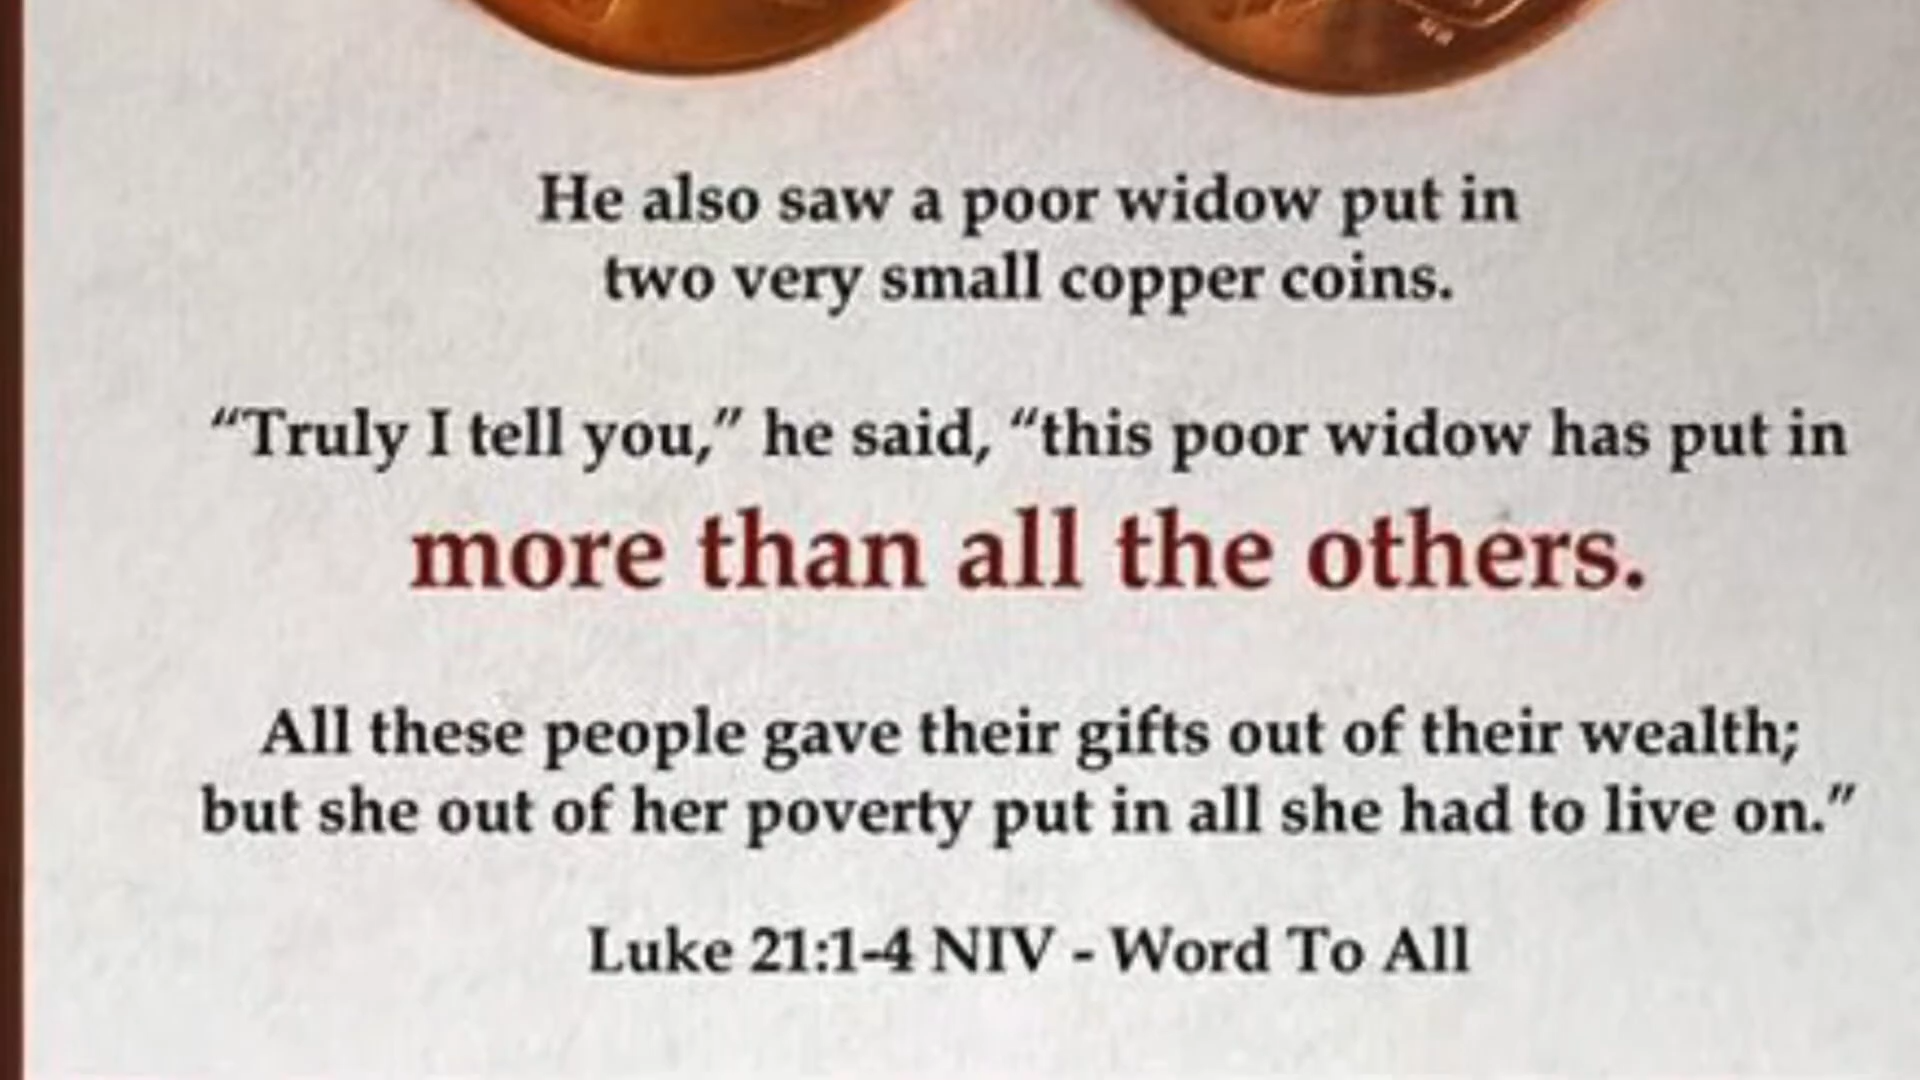 He also saw a poor widow put in
two very small copper coins.
“Truly I tell you,” he said, “this poor widow has put in
more than all the others.
All these people gave their gifts out of their wealth;
but she out of her poverty put in all she had to live on.”
Luke 21:1-4 NIV - Word To All